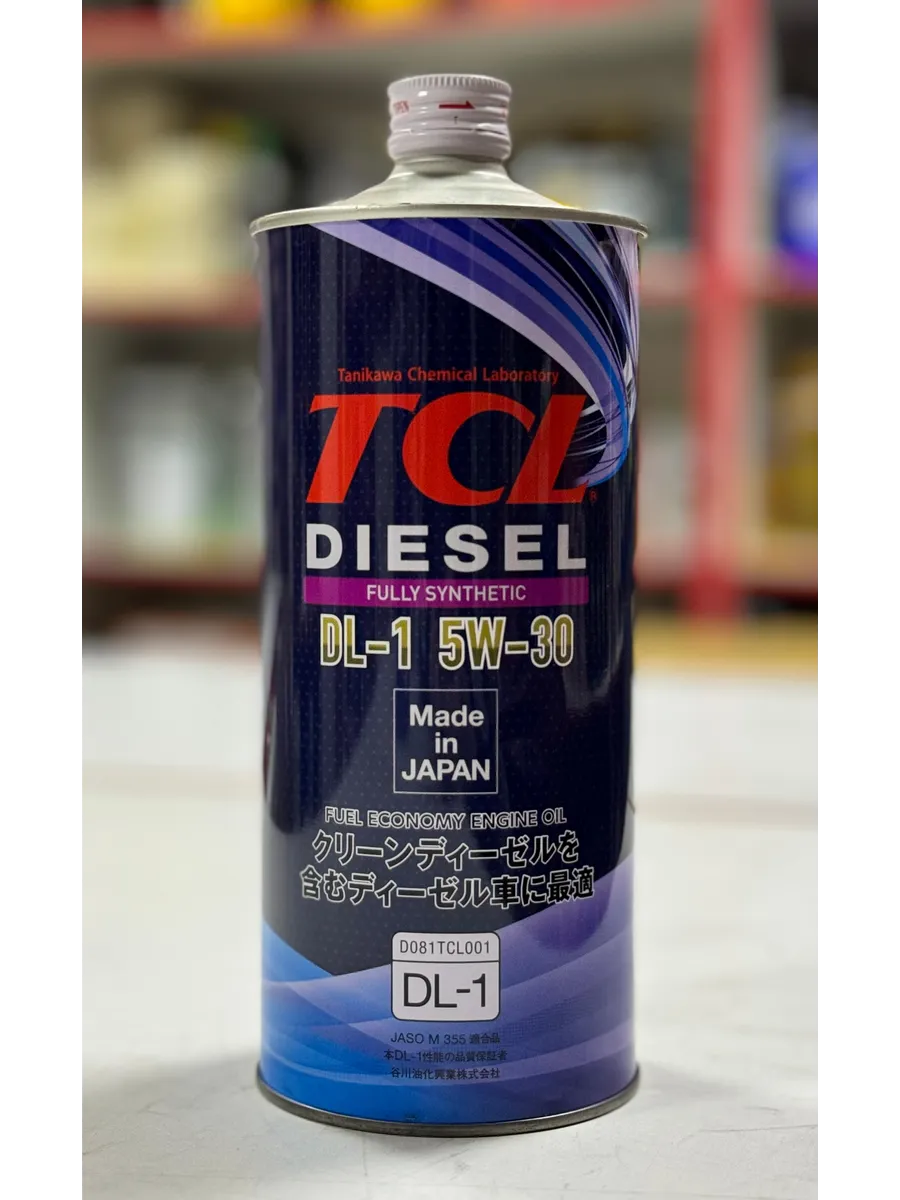 OPEN
Tanikawa Chemical Laboratory
TCL®
DIESEL
FULLY SYNTHETIC
DL-1 5W-30
Made
in
JAPAN
FUEL ECONOMY ENGINE OIL
クリーンディーゼルを
含むディーゼル車に最適
D081TCL001
DL-1
JASO M 355 適合品
本DL-1性能の品質保証者
谷川油化興業株式会社